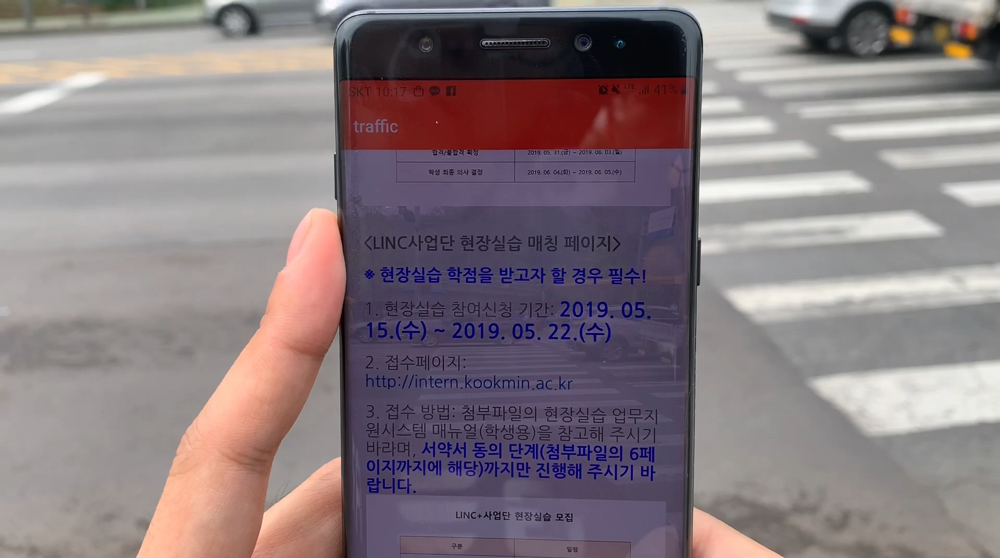 SKT 10:17 LTE 41%
traffic
합격/불합격 확정 2019. 05. 31.(금) ~ 2019. 06. 03.(월)
학생 최종 의사 결정 2019. 06. 04.(화) ~ 2019. 06. 05.(수)
<LINC사업단 현장실습 매칭 페이지>
※ 현장실습 학점을 받고자 할 경우 필수!
1. 현장실습 참여신청 기간: 2019. 05.
15.(수) ~ 2019. 05. 22.(수)
2. 접수페이지:
http://intern.kookmin.ac.kr
3. 접수 방법: 첨부파일의 현장실습 업무지
원시스템 매뉴얼(학생용)을 참고해 주시기
바라며, 서약서 동의 단계(첨부파일의 6페
이지까지에 해당)까지만 진행해 주시기 바
랍니다.
LINC+사업단 현장실습 모집
구분 일정